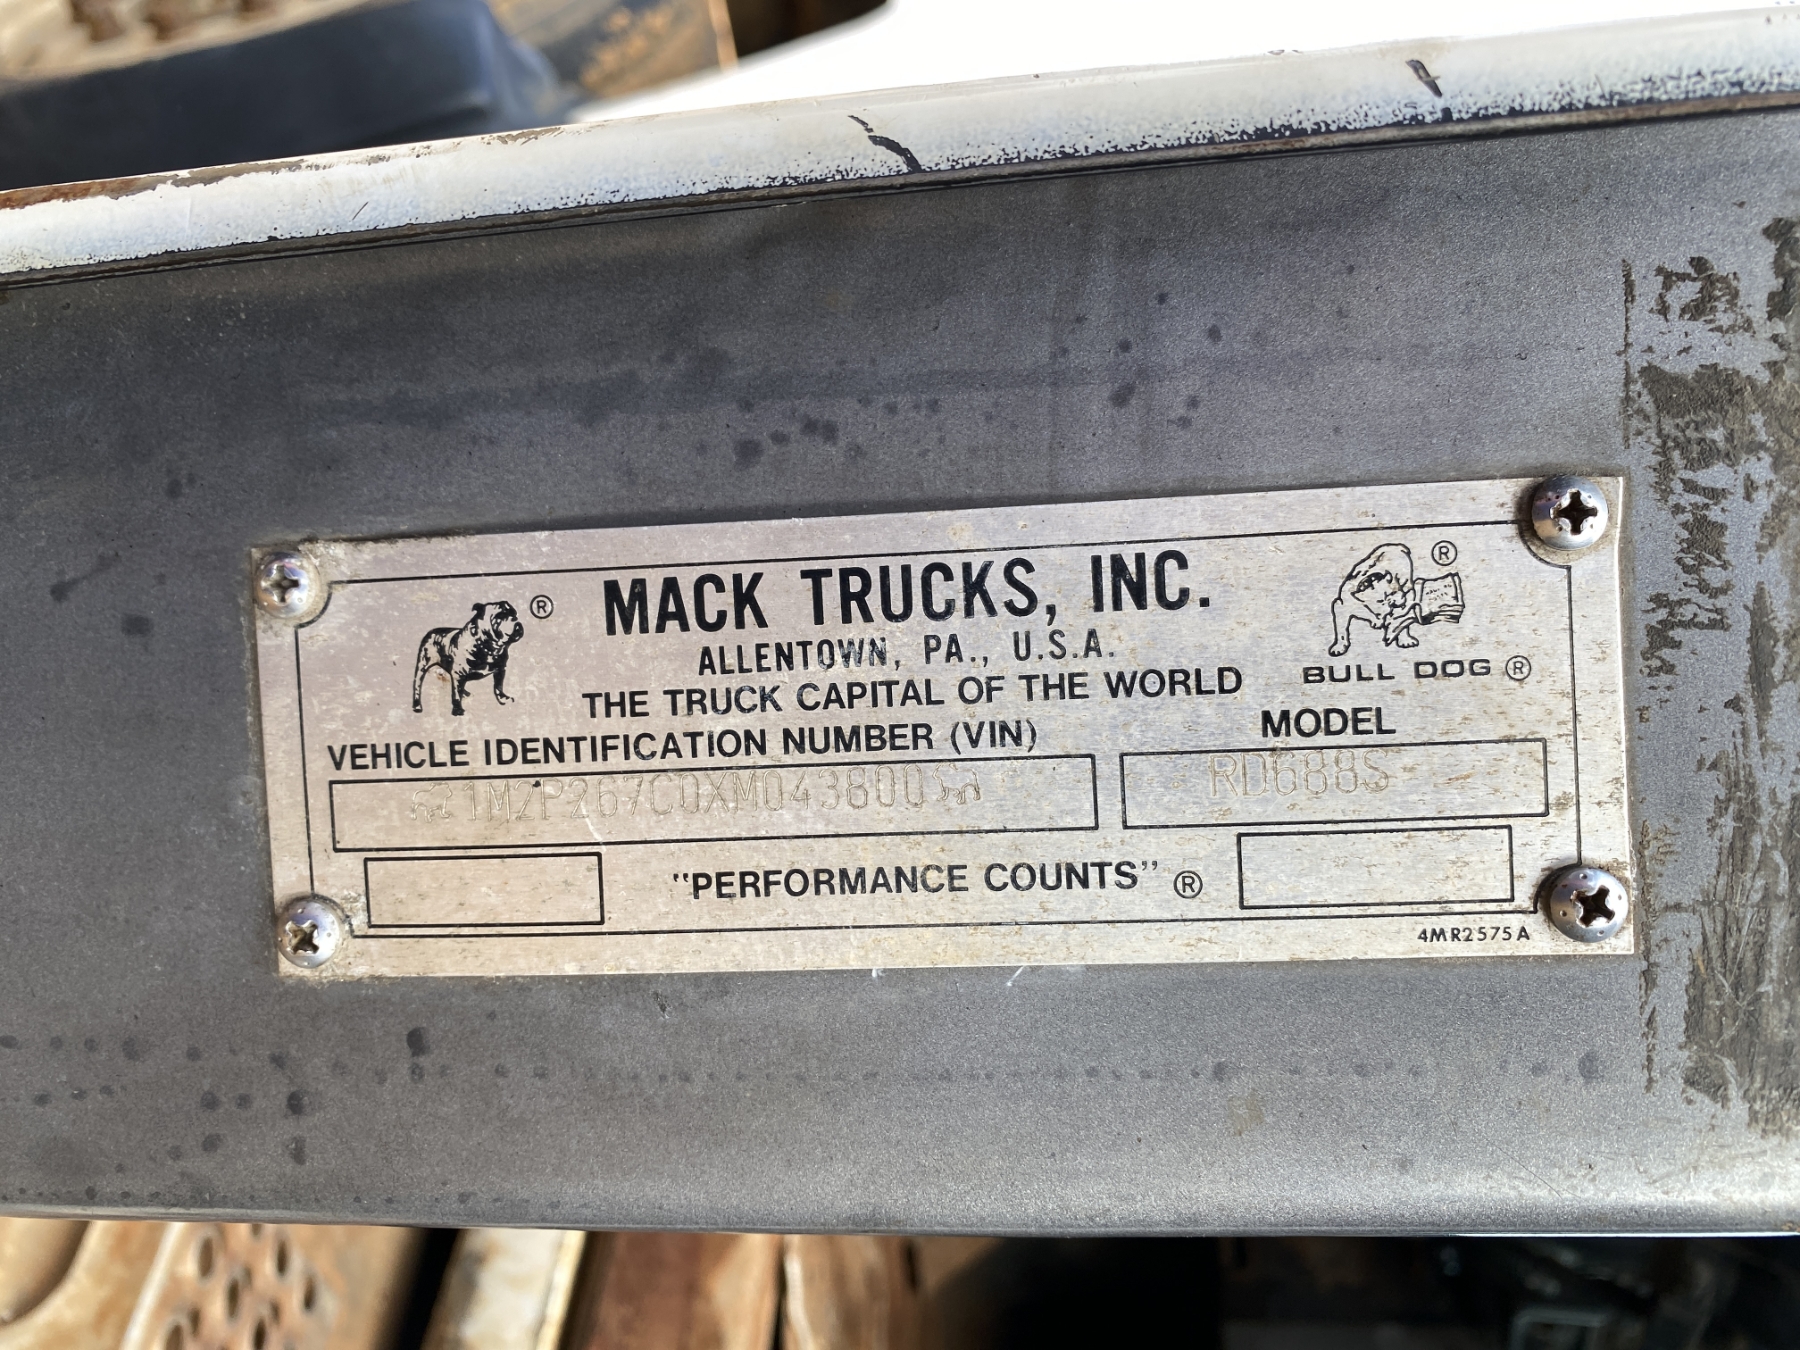 MACK TRUCKS, INC.
ALLENTOWN, PA., U.S.A.
THE TRUCK CAPITAL OF THE WORLD
®
®
BULL DOG ®
VEHICLE IDENTIFICATION NUMBER (VIN)
MODEL
1M2P267C0XM043800
RD688S
"PERFORMANCE COUNTS" ®
4MR2575A